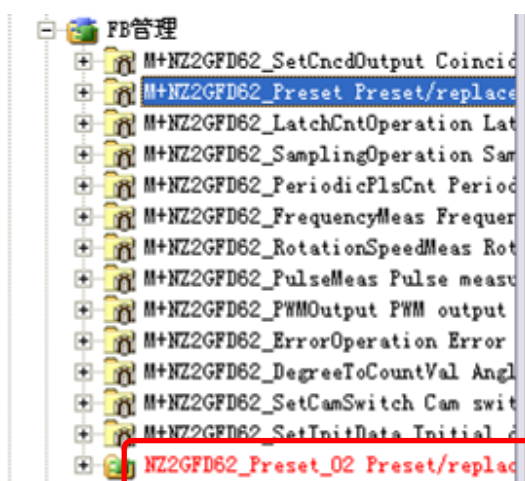 FB管理
M+NZ2GFD62_SetCncdOutput Coincid
M+NZ2GFD62_Preset Preset/replace
M+NZ2GFD62_LatchCntOperation Lat
M+NZ2GFD62_SamplingOperation Sam
M+NZ2GFD62_PeriodicPlsCnt Period
M+NZ2GFD62_FrequencyMeas Frequen
M+NZ2GFD62_RotationSpeedMeas Rot
M+NZ2GFD62_PulseMeas Pulse measu
M+NZ2GFD62_PWMOutput PWM output
M+NZ2GFD62_ErrorOperation Error
M+NZ2GFD62_DegreeToCountVal Angl
M+NZ2GFD62_SetCamSwitch Cam swit
M+NZ2GFD62_SetInitData Initial d
NZ2GFD62_Preset_02 Preset/replac